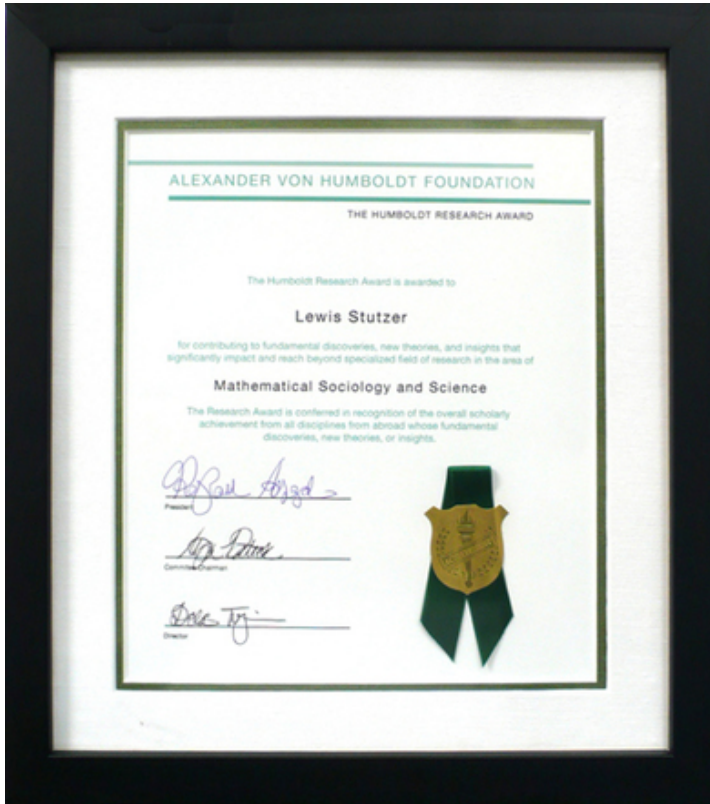 ALEXANDER VON HUMBOLDT FOUNDATION
THE HUMBOLDT RESEARCH AWARD
The Humboldt Research Award is awarded to
Lewis Stutzer
for contributing to fundamental discoveries, new theories, and insights that
significantly impact and reach beyond specialized field of research in the area of
Mathematical Sociology and Science
The Research Award is conferred in recognition of the overall scholarly
achievement from all disciplines from abroad whose fundamental
discoveries, new theories, or insights.
President
Committee Chairman
Director